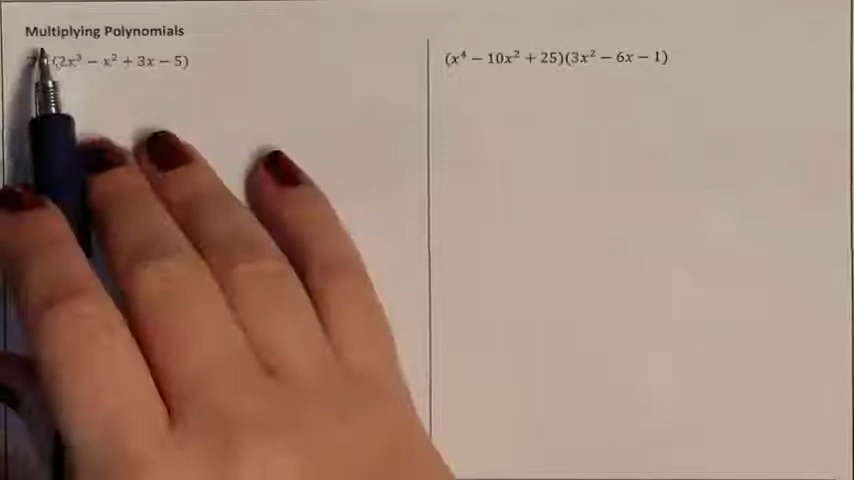 Multiplying Polynomials
(2x³ − x² + 3x − 5)
(x⁴ − 10x² + 25)(3x² − 6x − 1)